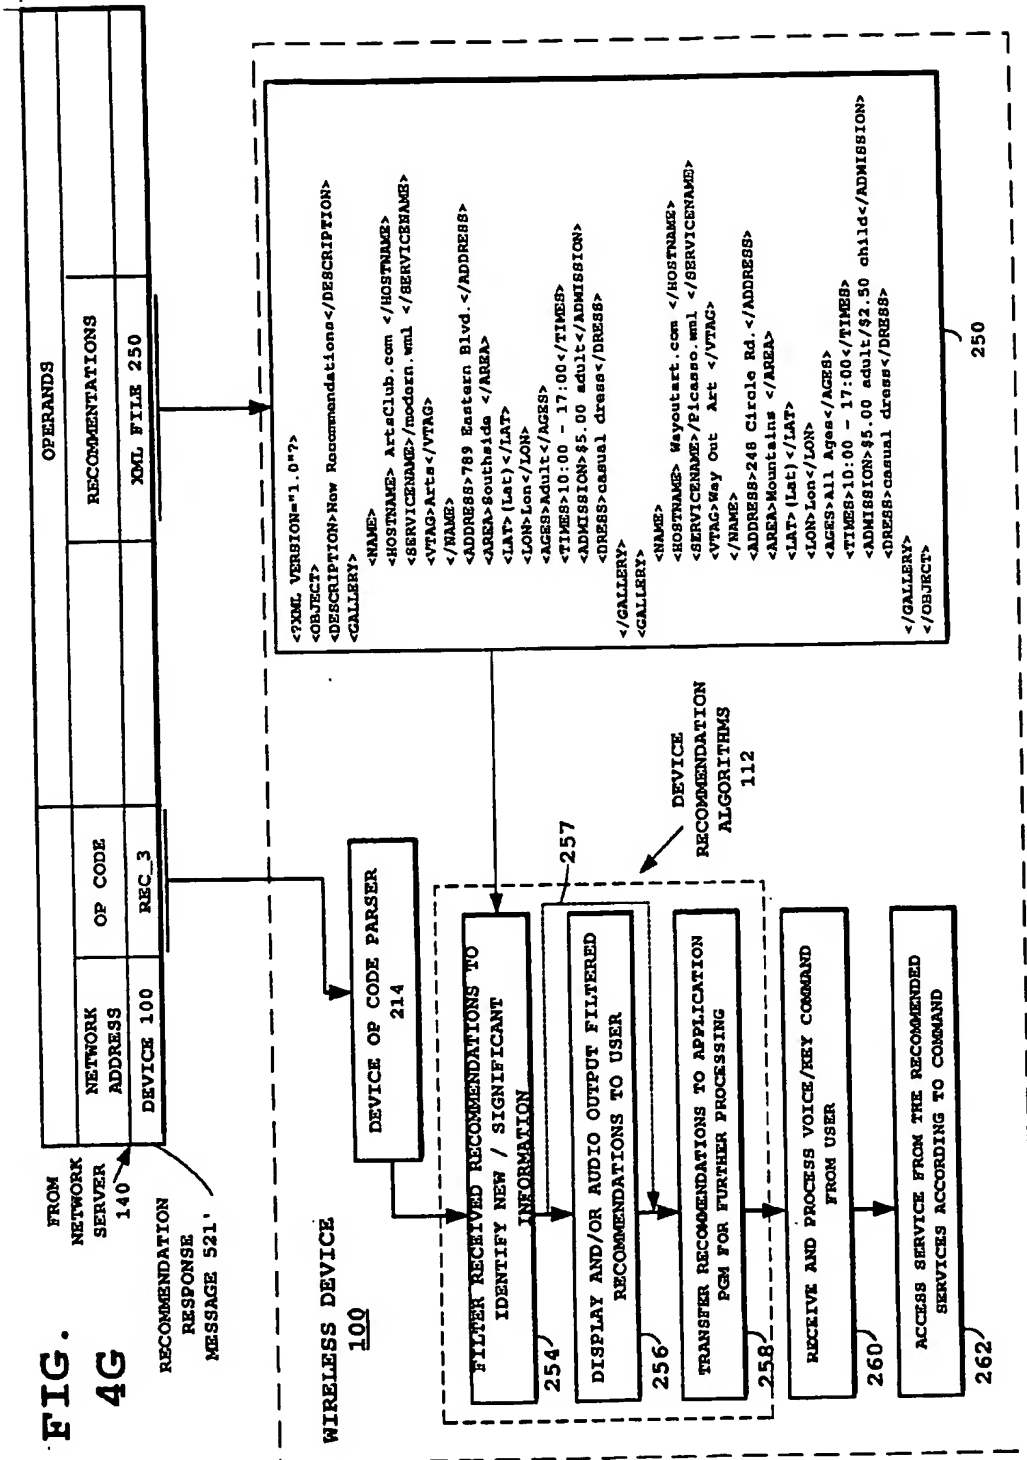 FIG.
4G
FROM
NETWORK
SERVER
140
RECOMMENDATION
RESPONSE
MESSAGE 521'
OPERANDS
NETWORK
ADDRESS
OP CODE
RECOMMENTATIONS
DEVICE 100
REC_3
XML FILE 250
WIRELESS DEVICE
100
DEVICE OP CODE PARSER
214
FILTER RECEIVED RECOMMENDATIONS TO
IDENTIFY NEW / SIGNIFICANT
INFORMATION
254
257
DISPLAY AND/OR AUDIO OUTPUT FILTERED
RECOMMENDATIONS TO USER
256
TRANSFER RECOMMENDATIONS TO APPLICATION
PGM FOR FURTHER PROCESSING
258
RECEIVE AND PROCESS VOICE/KEY COMMAND
FROM USER
260
ACCESS SERVICE FROM THE RECOMMENDED
SERVICES ACCORDING TO COMMAND
262
DEVICE
RECOMMENDATION
ALGORITHMS
112
<?XML VERSION="1.0"?>
<OBJECT>
<DESCRIPTION>New Recommendations</DESCRIPTION>
<GALLERY>
<NAME>
<HOSTNAME> ArtsClub.com </HOSTNAME>
<SERVICENAME>/modern.wml </SERVICENAME>
<VTAG>Arts</VTAG>
</NAME>
<ADDRESS>789 Eastern Blvd.</ADDRESS>
<AREA>Southside </AREA>
<LAT>(Lat)</LAT>
<LON>Lon</LON>
<AGES>Adult</AGES>
<TIMES>10:00 - 17:00</TIMES>
<ADMISSION>$5.00 adult</ADMISSION>
<DRESS>casual dress</DRESS>
</GALLERY>
<GALLERY>
<NAME>
<HOSTNAME> Wayoutart.com </HOSTNAME>
<SERVICENAME>/Picasso.wml </SERVICENAME>
<VTAG>Way Out Art </VTAG>
</NAME>
<ADDRESS>248 Circle Rd.</ADDRESS>
<AREA>Mountains </AREA>
<LAT>(Lat)</LAT>
<LON>Lon</LON>
<AGES>All Ages</AGES>
<TIMES>10:00 - 17:00</TIMES>
<ADMISSION>$5.00 adult/$2.50 child</ADMISSION>
<DRESS>casual dress</DRESS>
</GALLERY>
</OBJECT>
250